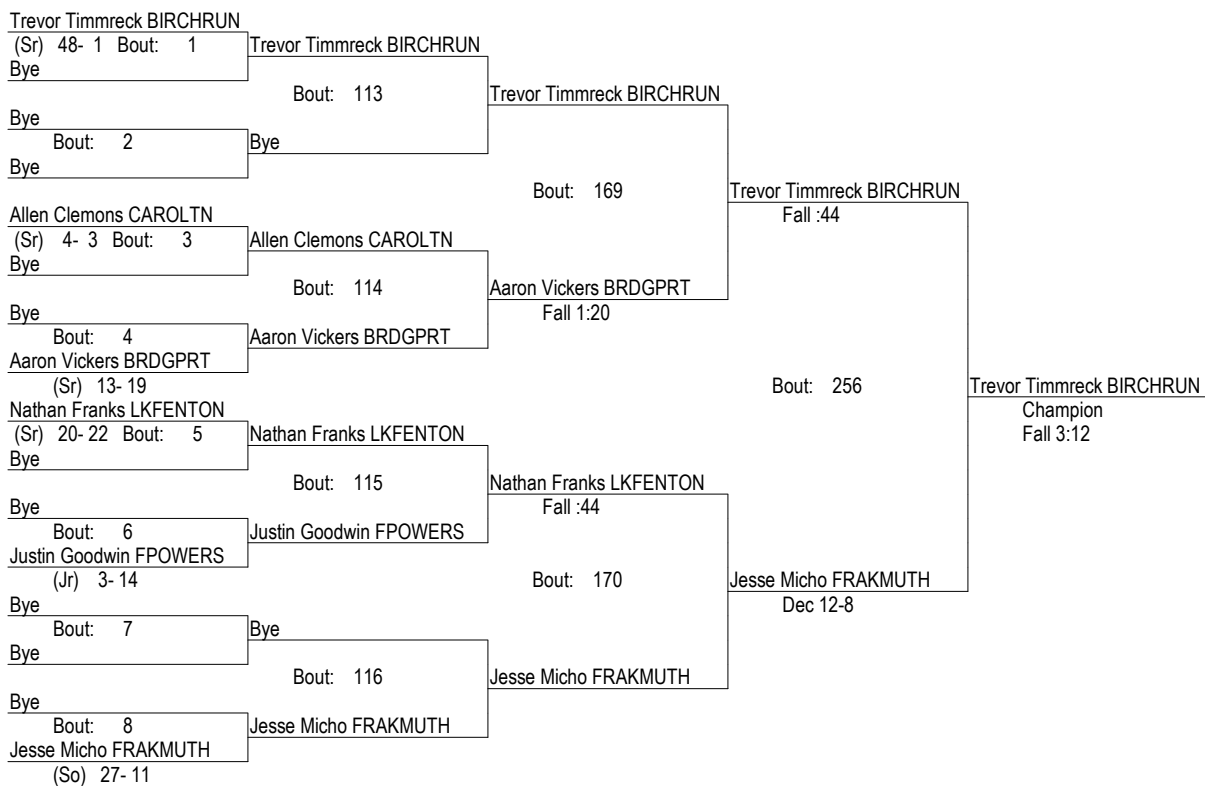 Trevor Timmreck BIRCHRUN
(Sr) 48- 1 Bout: 1
Bye
Bye
Bout: 2
Bye
Allen Clemons CAROLTN
(Sr) 4- 3 Bout: 3
Bye
Bye
Bout: 4
Aaron Vickers BRDGPRT
(Sr) 13- 19
Nathan Franks LKFENTON
(Sr) 20- 22 Bout: 5
Bye
Bye
Bout: 6
Justin Goodwin FPOWERS
(Jr) 3- 14
Bye
Bout: 7
Bye
Bye
Bout: 8
Jesse Micho FRAKMUTH
(So) 27- 11
Trevor Timmreck BIRCHRUN
Bout: 113
Bye
Allen Clemons CAROLTN
Bout: 114
Aaron Vickers BRDGPRT
Nathan Franks LKFENTON
Bout: 115
Justin Goodwin FPOWERS
Bye
Bout: 116
Jesse Micho FRAKMUTH
Trevor Timmreck BIRCHRUN
Bout: 169
Aaron Vickers BRDGPRT
Fall 1:20
Nathan Franks LKFENTON
Fall :44
Bout: 170
Jesse Micho FRAKMUTH
Trevor Timmreck BIRCHRUN
Fall :44
Bout: 256
Jesse Micho FRAKMUTH
Dec 12-8
Trevor Timmreck BIRCHRUN
Champion
Fall 3:12